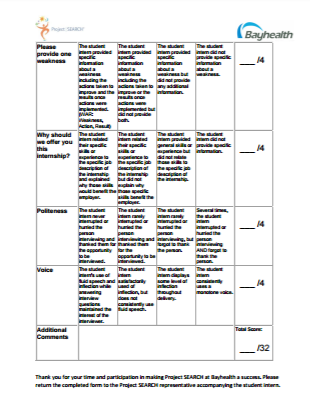 Project SEARCH
Bayhealth
Please
provide one
weakness
The student
intern provided
specific
information
about a
weakness
including the
actions taken to
improve and the
results once
actions were
implemented.
(WAR:
Weakness,
Action, Result)
The student
intern provided
specific
information
about a
weakness
including the
actions taken to
improve or the
results once
actions were
implemented but
did not provide
both.
The student
intern provided
specific
information
about a
weakness but
did not provide
any additional
information.
The student
intern did not
provide specific
information
about a
weakness.
____ /4
Why should
we offer you
this
internship?
The student
intern related
their specific
skills or
experience to
the specific job
description of
the internship
and explained
why those skills
would benefit the
employer.
The student
intern related
their specific
skills or
experience to
the specific job
description of
the internship
but did not
explain why
those specific
skills benefit the
employer.
The student
intern provided
general skills or
experience but
did not relate
those skills to
the specific job
description of
the internship.
The student
intern did not
provide specific
information.
____ /4
Politeness
The student
intern never
interrupted or
hurried the
person
interviewing and
thanked them for
the opportunity
to be
interviewed.
The student
intern rarely
interrupted or
hurried the
person
interviewing and
thanked them
for the
opportunity to be
interviewed.
The student
intern rarely
interrupted or
hurried the
person
interviewing, but
forgot to thank
the person.
Several times,
the student
intern
interrupted or
hurried the
person
interviewing
AND forgot to
thank the
person.
____ /4
Voice
The student
intern's use of
fluid speech and
inflection while
answering
interview
questions
maintained the
interest of the
interviewer.
The student
intern
satisfactorily
used of
inflection, but
does not
consistently use
fluid speech.
The student
intern displays
some level of
inflection
throughout
delivery.
The student
intern
consistently
uses a
monotone voice.
____ /4
Additional
Comments
Total Score:
____ /32
Thank you for your time and participation in making Project SEARCH at Bayhealth a success. Please
return the completed form to the Project SEARCH representative accompanying the student intern.